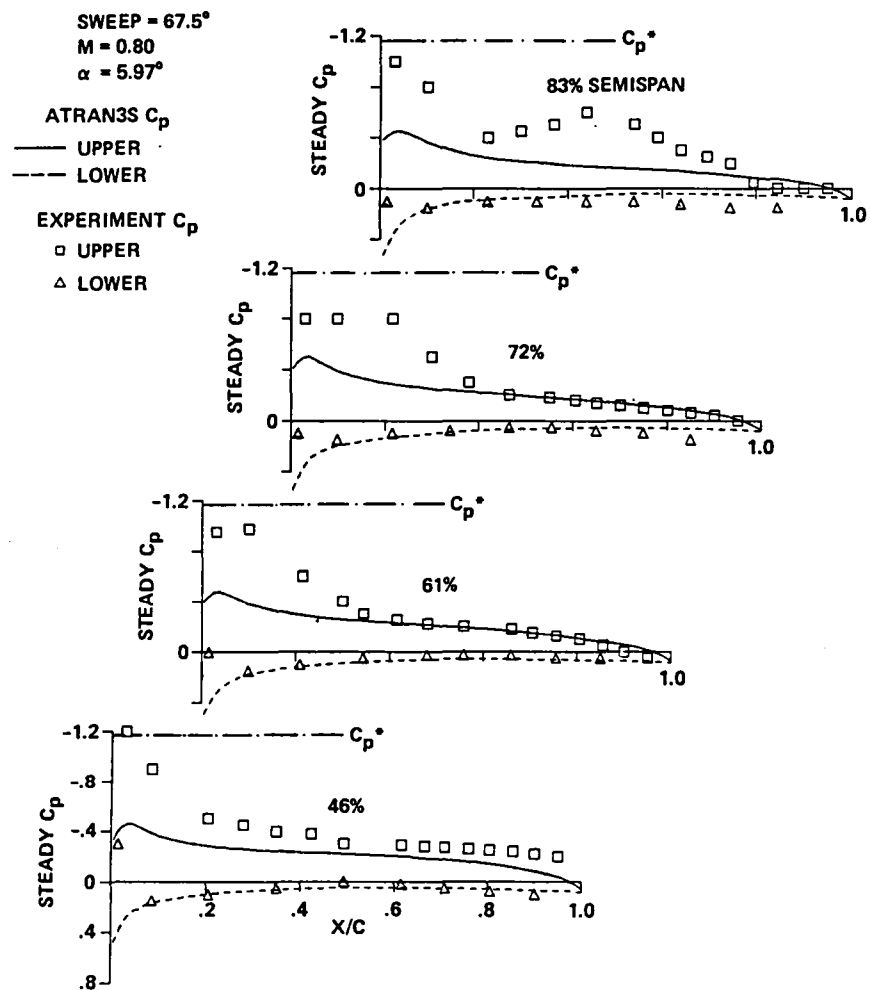 SWEEP = 67.5°
M = 0.80
α = 5.97°
ATRAN3S Cp
UPPER
LOWER
EXPERIMENT Cp
UPPER
LOWER
-1.2
Cp*
83% SEMISPAN
STEADY Cp
0
1.0
-1.2
Cp*
72%
STEADY Cp
0
1.0
-1.2
Cp*
61%
STEADY Cp
0
1.0
-1.2
Cp*
-.8
46%
-.4
STEADY Cp
0
.2
.4
.6
.8
1.0
X/C
.4
.8